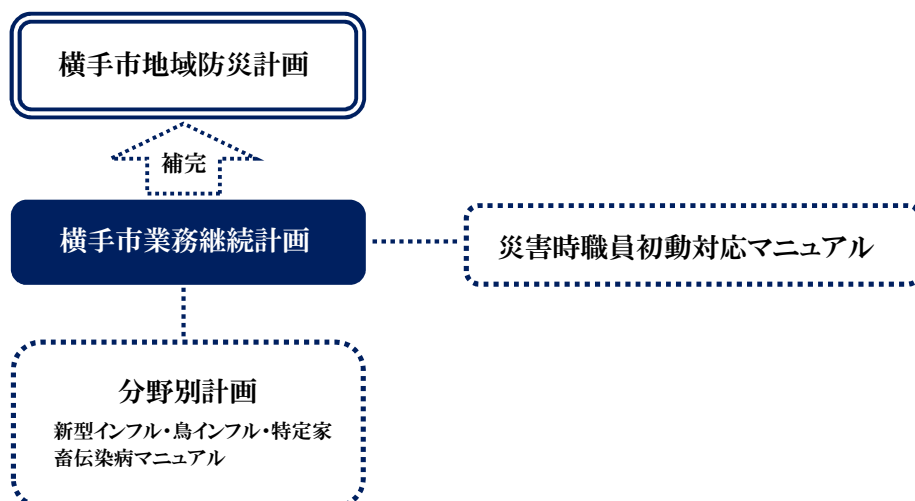 横手市地域防災計画
補完
横手市業務継続計画
災害時職員初動対応マニュアル
分野別計画
新型インフル・鳥インフル・特定家
畜伝染病マニュアル